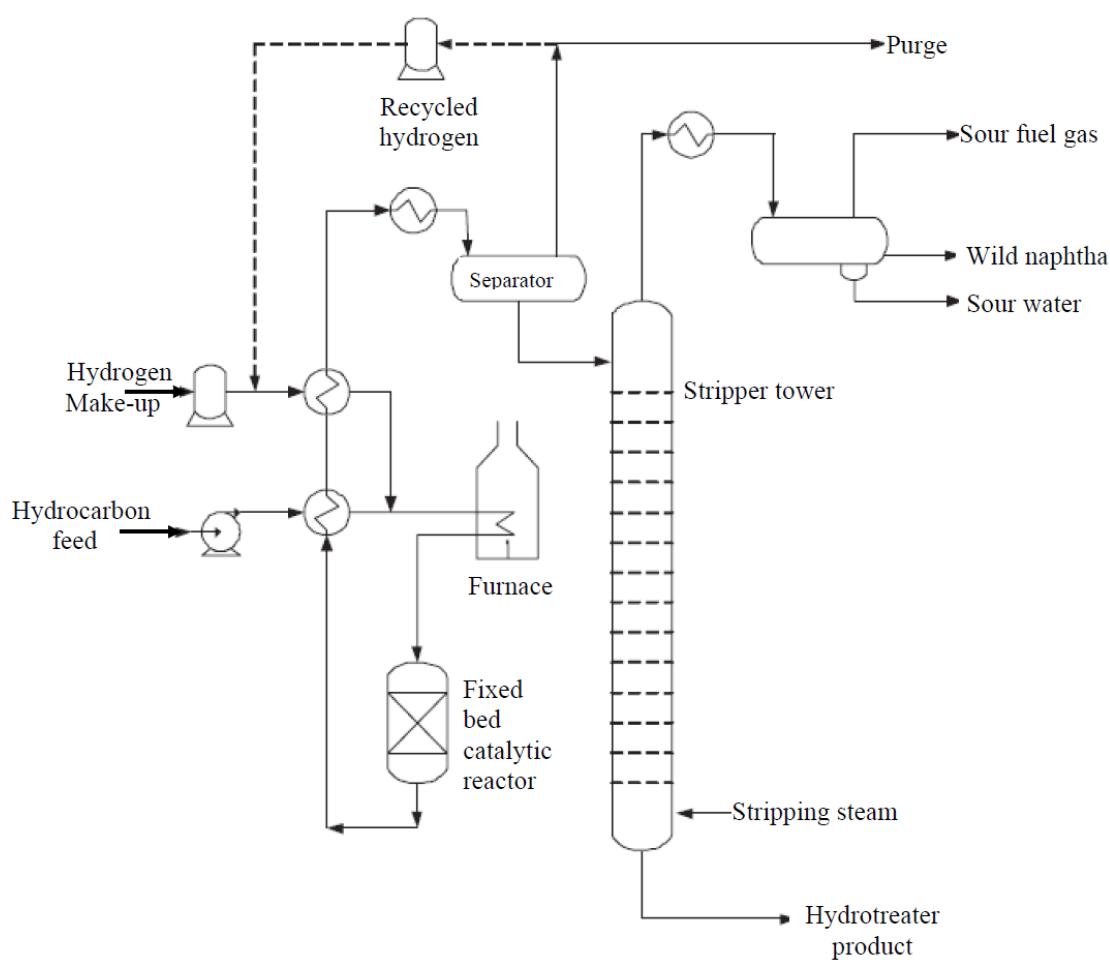 Purge
Recycled
hydrogen
Sour fuel gas
Wild naphtha
Separator
Sour water
Hydrogen
Make-up
Stripper tower
Hydrocarbon
feed
Furnace
Fixed
bed
catalytic
reactor
Stripping steam
Hydrotreater
product